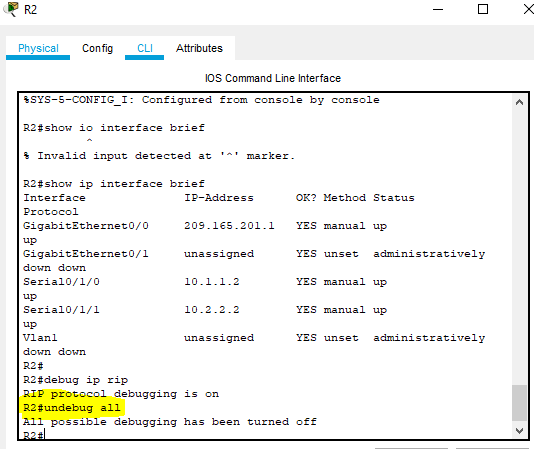 R2
Physical Config CLI Attributes
IOS Command Line Interface
%SYS-5-CONFIG_I: Configured from console by console
R2#show io interface brief
^
% Invalid input detected at '^' marker.
R2#show ip interface brief
Interface IP-Address OK? Method Status
Protocol
GigabitEthernet0/0 209.165.201.1 YES manual up
up
GigabitEthernet0/1 unassigned YES unset administratively
down down
Serial0/1/0 10.1.1.2 YES manual up
up
Serial0/1/1 10.2.2.2 YES manual up
up
Vlan1 unassigned YES unset administratively
down down
R2#
R2#debug ip rip
RIP protocol debugging is on
R2#undebug all
All possible debugging has been turned off
R2#